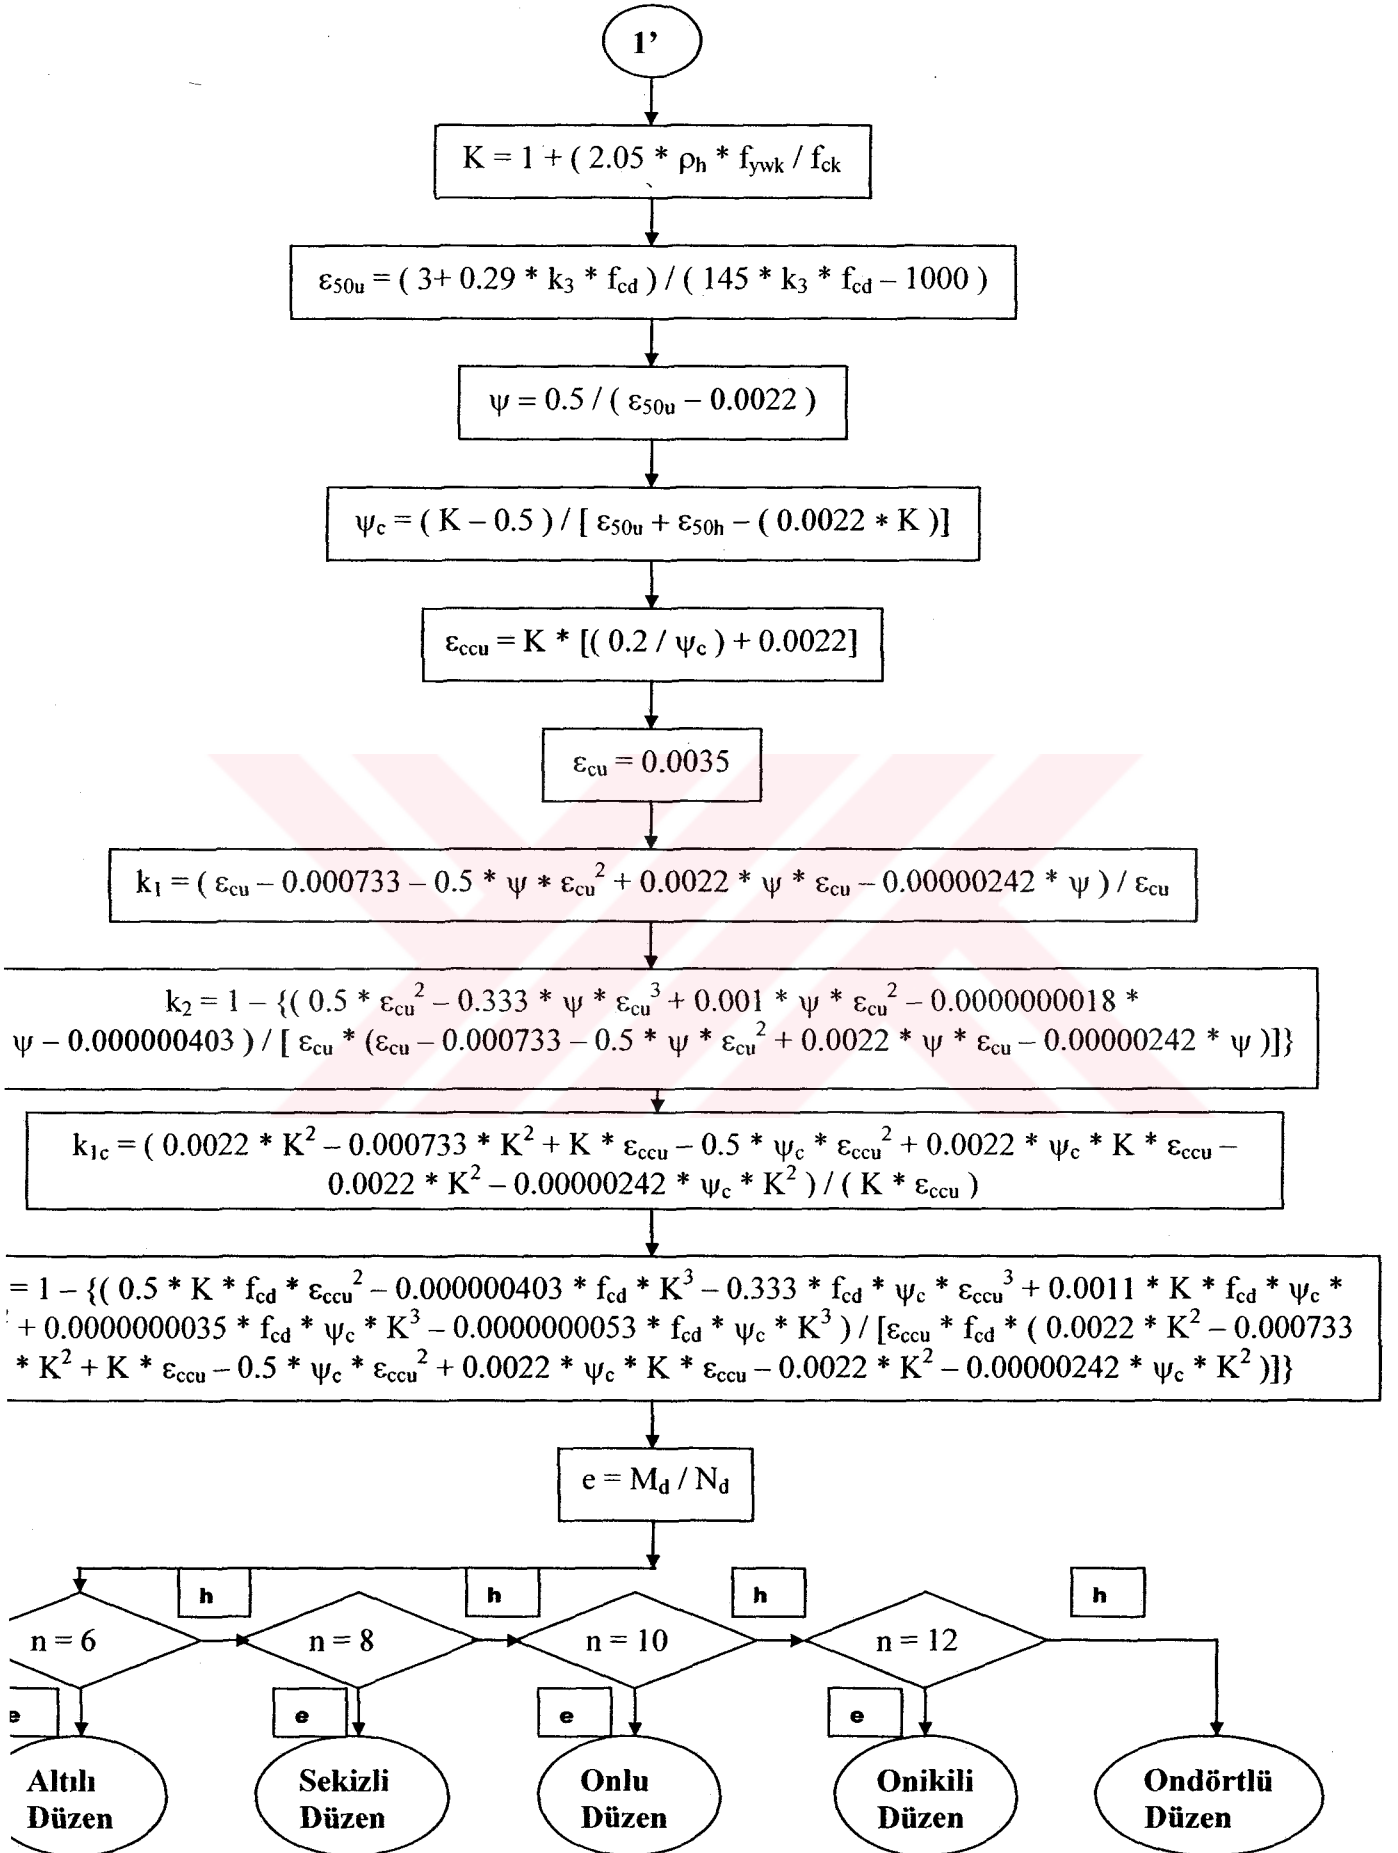 1’
K = 1 + ( 2.05 * ρh * fywk / fck
ε50u = ( 3+ 0.29 * k3 * fcd ) / ( 145 * k3 * fcd – 1000 )
ψ = 0.5 / ( ε50u – 0.0022 )
ψc = ( K – 0.5 ) / [ ε50u + ε50h – ( 0.0022 * K )]
εccu = K * [( 0.2 / ψc ) + 0.0022]
εcu = 0.0035
k1 = ( εcu – 0.000733 – 0.5 * ψ * εcu² + 0.0022 * ψ * εcu – 0.00000242 * ψ ) / εcu
k2 = 1 – {( 0.5 * εcu² – 0.333 * ψ * εcu³ + 0.001 * ψ * εcu² – 0.0000000018 *
ψ – 0.000000403 ) / [ εcu * (εcu – 0.000733 – 0.5 * ψ * εcu² + 0.0022 * ψ * εcu – 0.00000242 * ψ )]}
k1c = ( 0.0022 * K² – 0.000733 * K² + K * εccu – 0.5 * ψc * εccu² + 0.0022 * ψc * K * εccu –
0.0022 * K² – 0.00000242 * ψc * K² ) / ( K * εccu )
= 1 – {( 0.5 * K * fcd * εccu² – 0.000000403 * fcd * K³ – 0.333 * fcd * ψc * εccu³ + 0.0011 * K * fcd * ψc *
+ 0.0000000035 * fcd * ψc * K³ – 0.0000000053 * fcd * ψc * K³ ) / [εccu * fcd * ( 0.0022 * K² – 0.000733
* K² + K * εccu – 0.5 * ψc * εccu² + 0.0022 * ψc * K * εccu – 0.0022 * K² – 0.00000242 * ψc * K² )]}
e = Md / Nd
h h h h
n = 6 n = 8 n = 10 n = 12
e e e e
Altılı Düzen
Sekizli Düzen
Onlu Düzen
Onikili Düzen
Ondörtlü Düzen